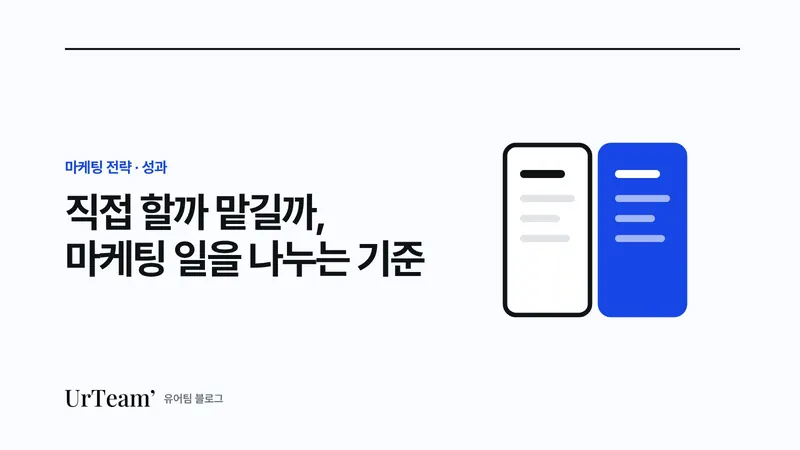 마케팅 전략 · 성과
직접 할까 맡길까,
마케팅 일을 나누는 기준
UrTeam’ 유어팀 블로그